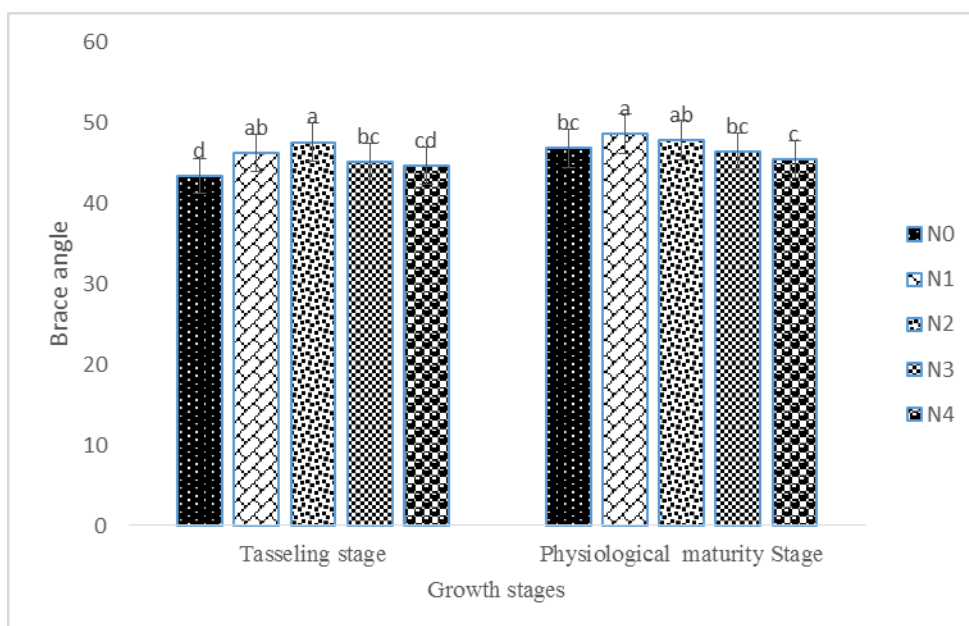 60
50
40
30
20
10
0
Brace angle
d ab a bc cd bc a ab bc c
Tasseling stage Physiological maturity Stage
Growth stages
N0
N1
N2
N3
N4